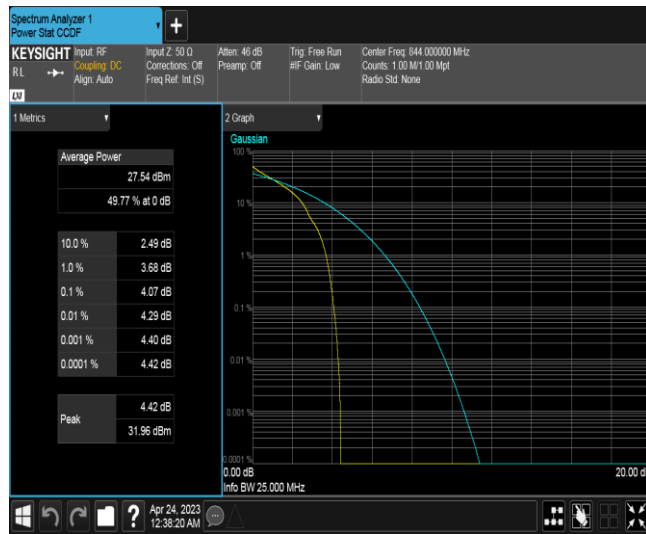 Spectrum Analyzer 1
Power Stat CCDF
+
KEYSIGHT
RL
LXI
Input: RF
Coupling: DC
Align: Auto
Input Z: 50 Ω
Corrections: Off
Freq Ref: Int (S)
Atten: 46 dB
Preamp: Off
Trig: Free Run
#IF Gain: Low
Center Freq: 844.000000 MHz
Counts: 1.00 M/1.00 Mpt
Radio Std: None
1 Metrics
Average Power
27.54 dBm
49.77 % at 0 dB
10.0 % 2.49 dB
1.0 % 3.68 dB
0.1 % 4.07 dB
0.01 % 4.29 dB
0.001 % 4.40 dB
0.0001 % 4.42 dB
Peak
4.42 dB
31.96 dBm
2 Graph
Gaussian
100 %
10 %
1 %
0.1 %
0.01 %
0.001 %
0.0001 %
0.00 dB
20.00 d
Info BW 25.000 MHz
?
Apr 24, 2023
12:38:20 AM